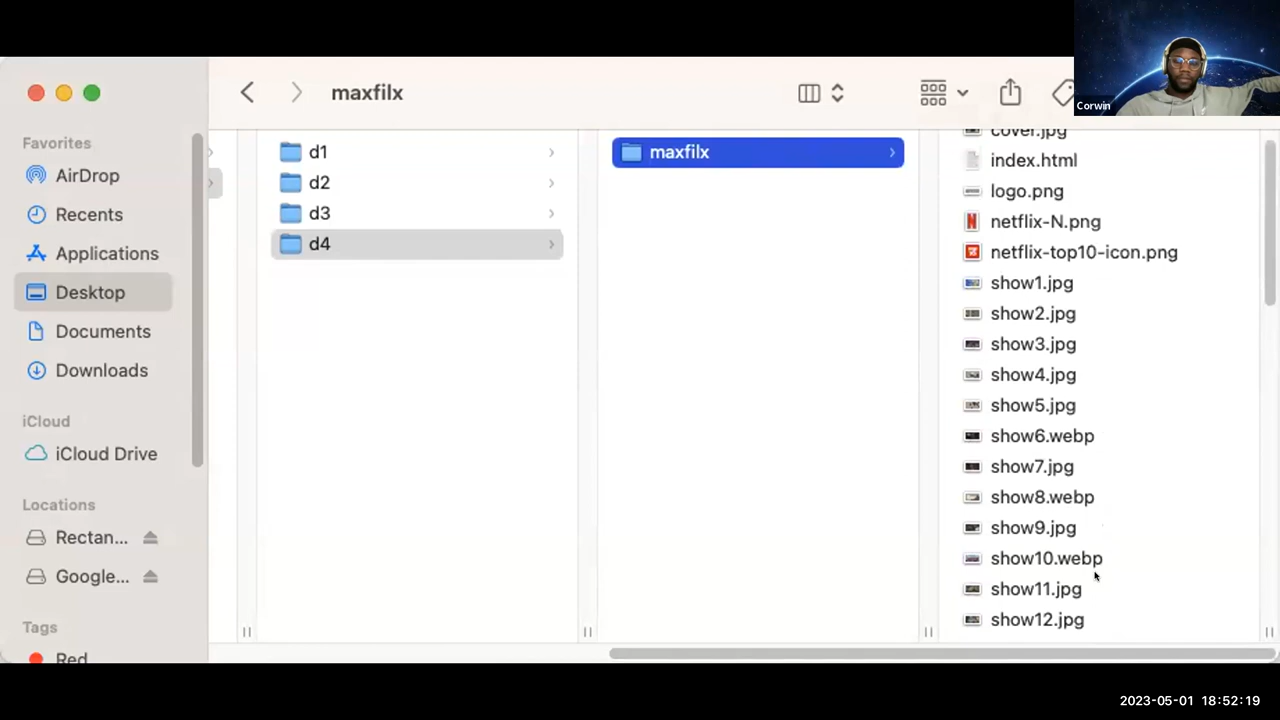 maxfilx
Corwin
Favorites
AirDrop
Recents
Applications
Desktop
Documents
Downloads
iCloud
iCloud Drive
Locations
Rectan...
Google...
Tags
Red
d1
d2
d3
d4
maxfilx
cover.jpg
index.html
logo.png
netflix-N.png
netflix-top10-icon.png
show1.jpg
show2.jpg
show3.jpg
show4.jpg
show5.jpg
show6.webp
show7.jpg
show8.webp
show9.jpg
show10.webp
show11.jpg
show12.jpg
2023-05-01 18:52:19